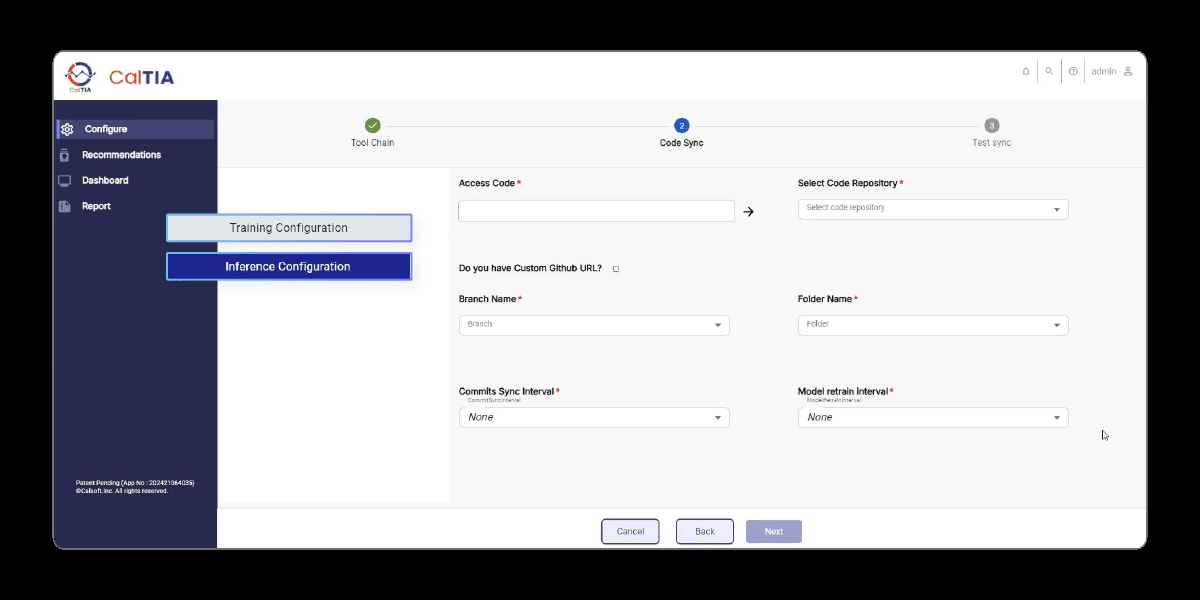 CalTIA
CalTIA
admin
Configure
Recommendations
Dashboard
Report
Training Configuration
Inference Configuration
Patent Pending (App No : 202421064035)
©Calsoft.Inc. All rights reserved.
2
3
Tool Chain
Code Sync
Test sync
Access Code*
Select Code Repository*
Select code repository
Do you have Custom Github URL?
Branch Name*
Folder Name*
Branch
Folder
Commits Sync Interval*
Model retrain interval*
CommitSyncInterval
ModelRetrainInterval
None
None
Cancel
Back
Next